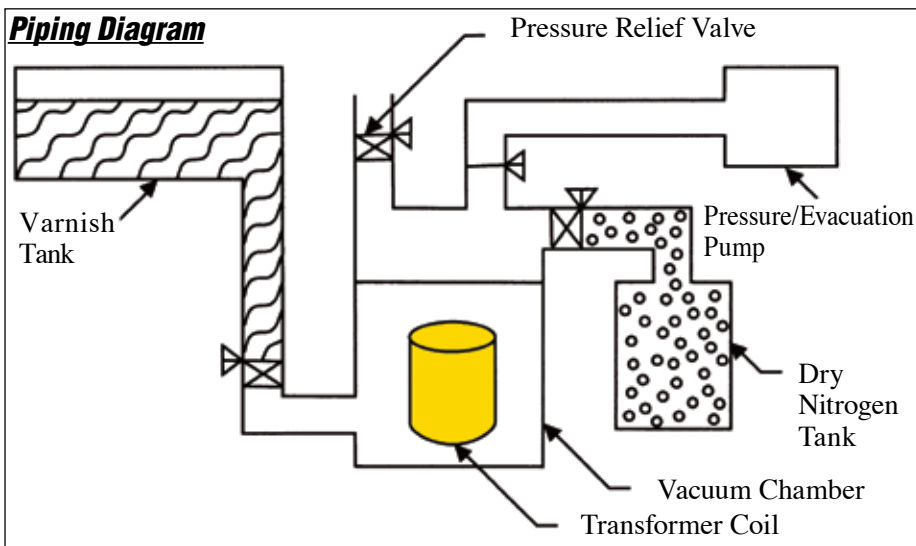 Piping Diagram
Pressure Relief Valve
Varnish
Tank
Pressure/Evacuation
Pump
Dry
Nitrogen
Tank
Vacuum Chamber
Transformer Coil